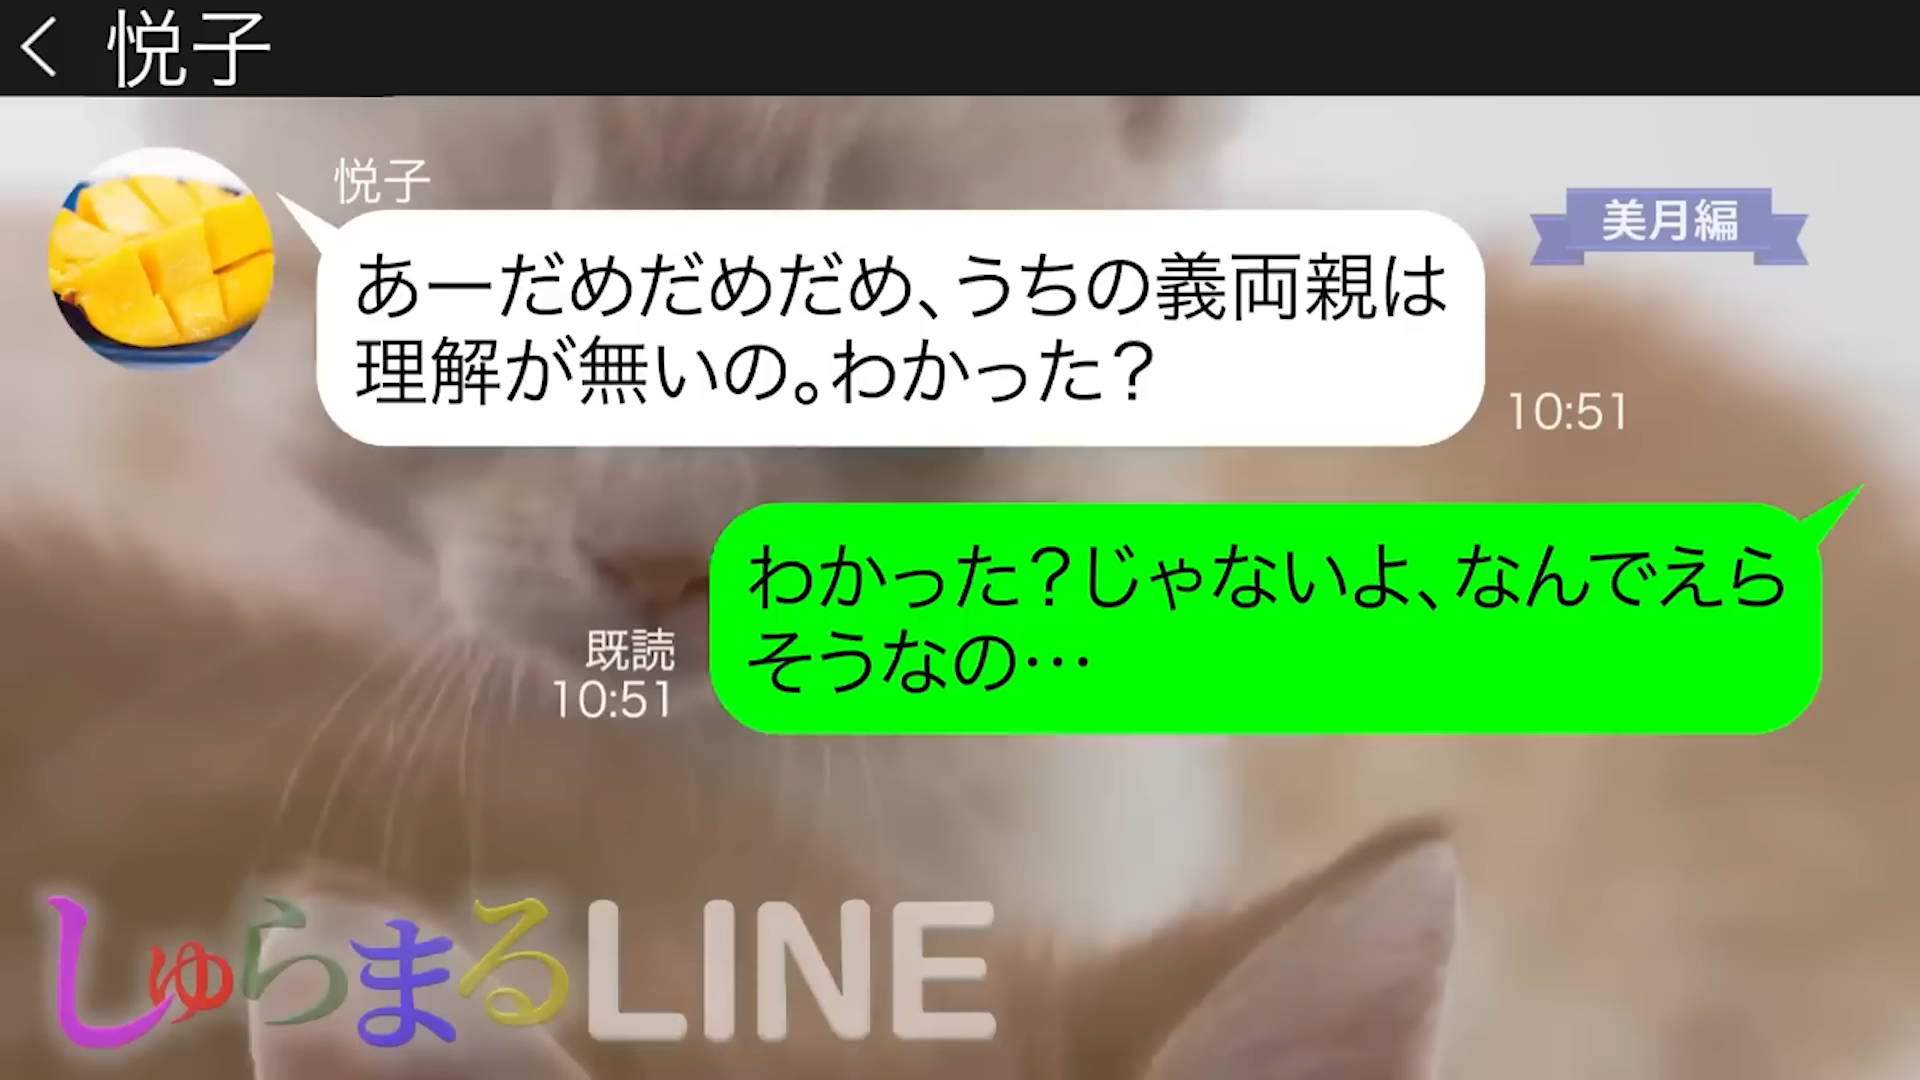 悦子
悦子
美月編
あーだめだめだめ、うちの義両親は
理解が無いの。わかった？
10:51
わかった？じゃないよ、なんでえら
そうなの…
既読
10:51
しゅらまるLINE